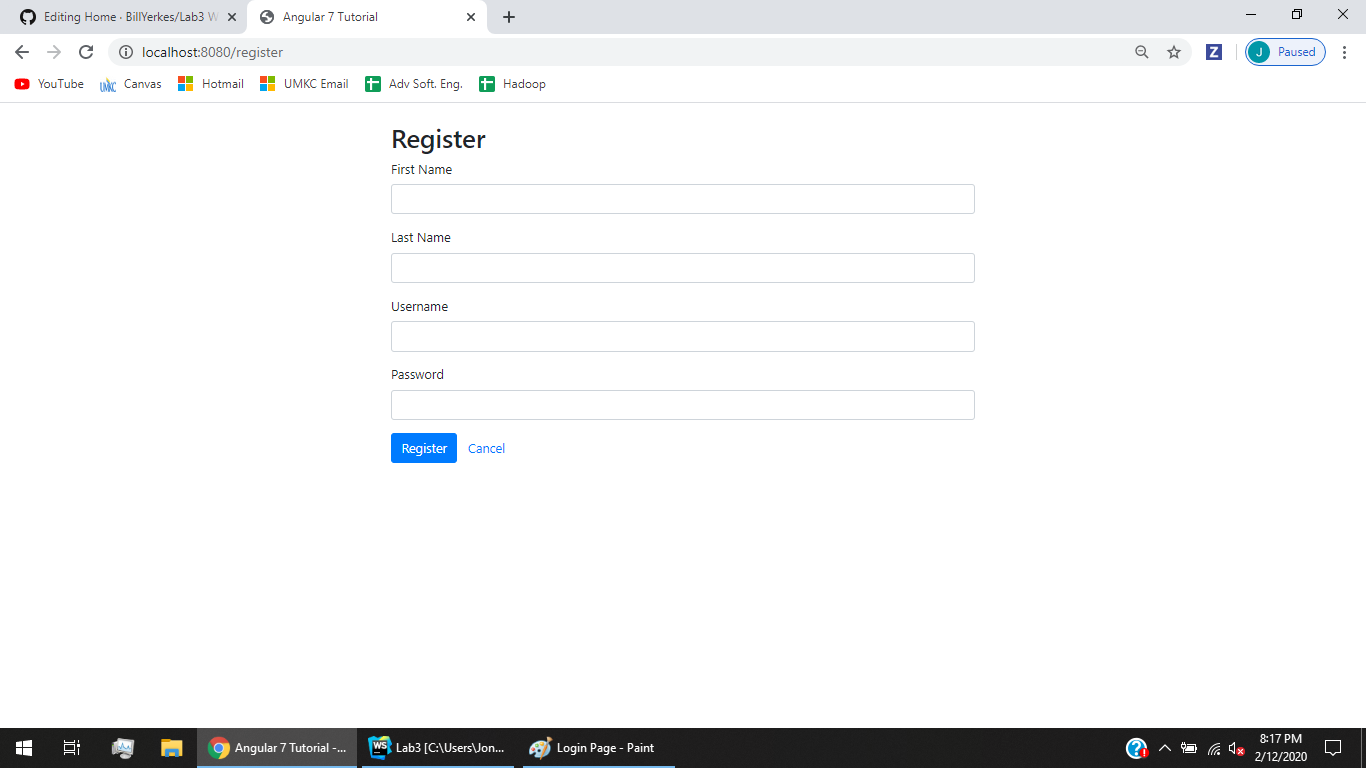 Editing Home · BillYerkes/Lab3 W
Angular 7 Tutorial
localhost:8080/register
Z
J Paused
YouTube
UMKC Canvas
Hotmail
UMKC Email
Adv Soft. Eng.
Hadoop
Register
First Name
Last Name
Username
Password
Register Cancel
Angular 7 Tutorial -...
WS Lab3 [C:\Users\Jon...
Login Page - Paint
8:17 PM
2/12/2020